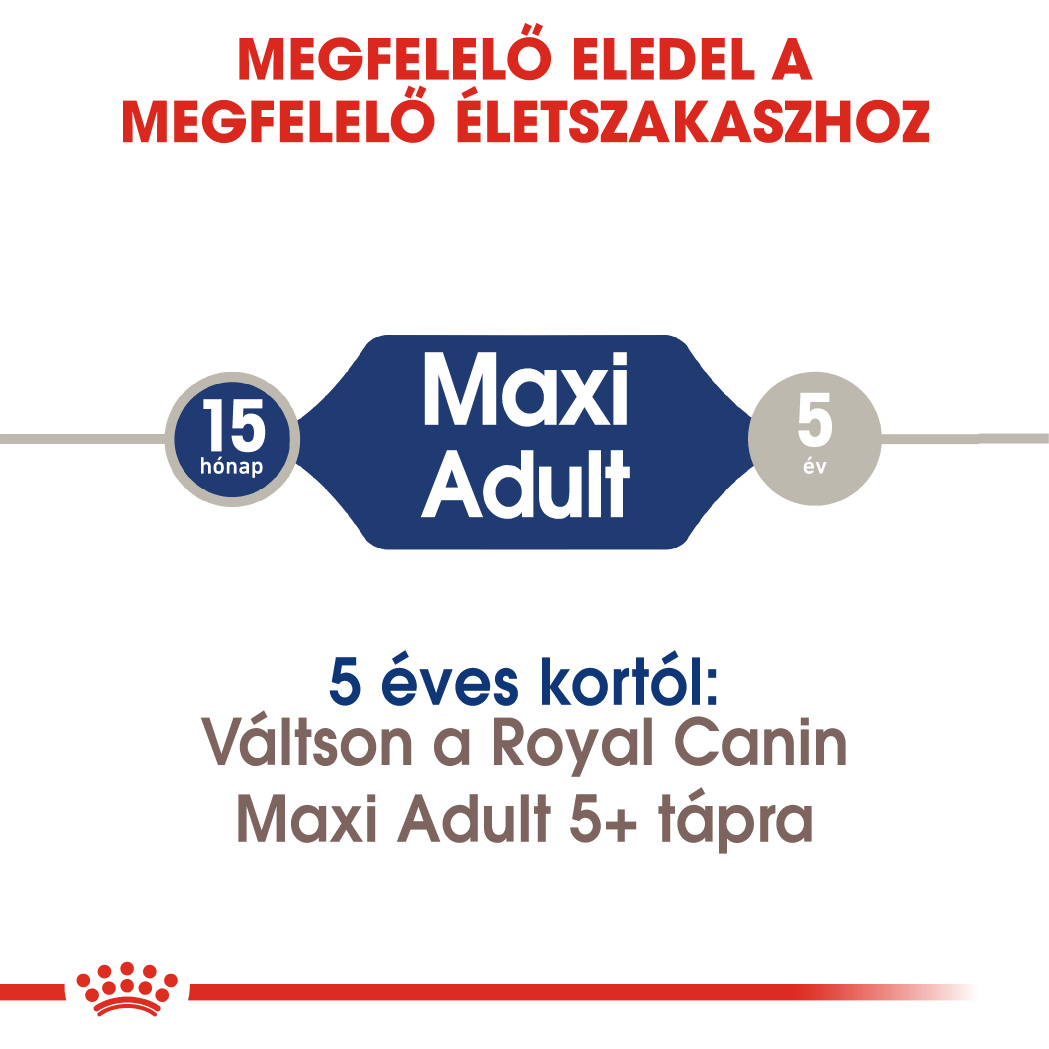 MEGFELELŐ ELEDEL A
MEGFELELŐ ÉLETSZAKASZHOZ
15
hónap
Maxi
Adult
5
év
5 éves kortól:
Váltson a Royal Canin
Maxi Adult 5+ tápra